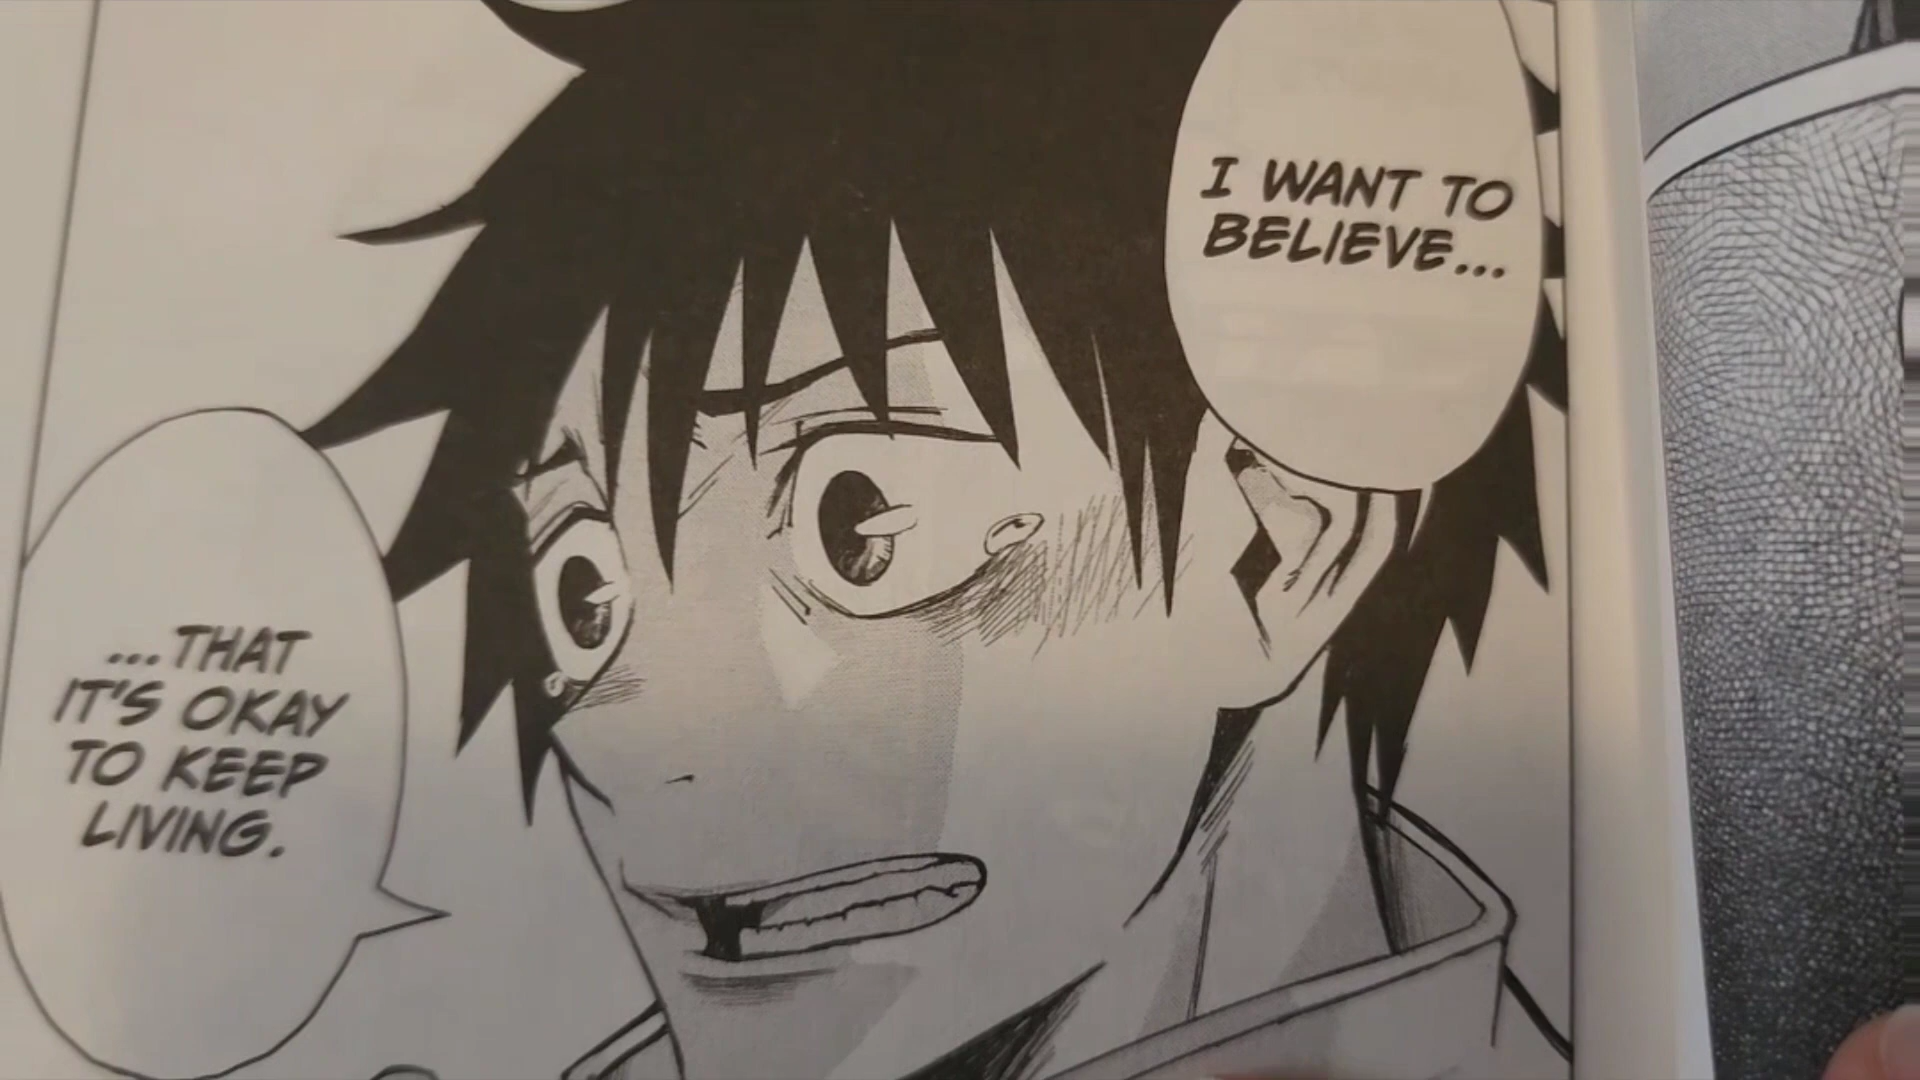 I WANT TO
BELIEVE...
...THAT
IT'S OKAY
TO KEEP
LIVING.